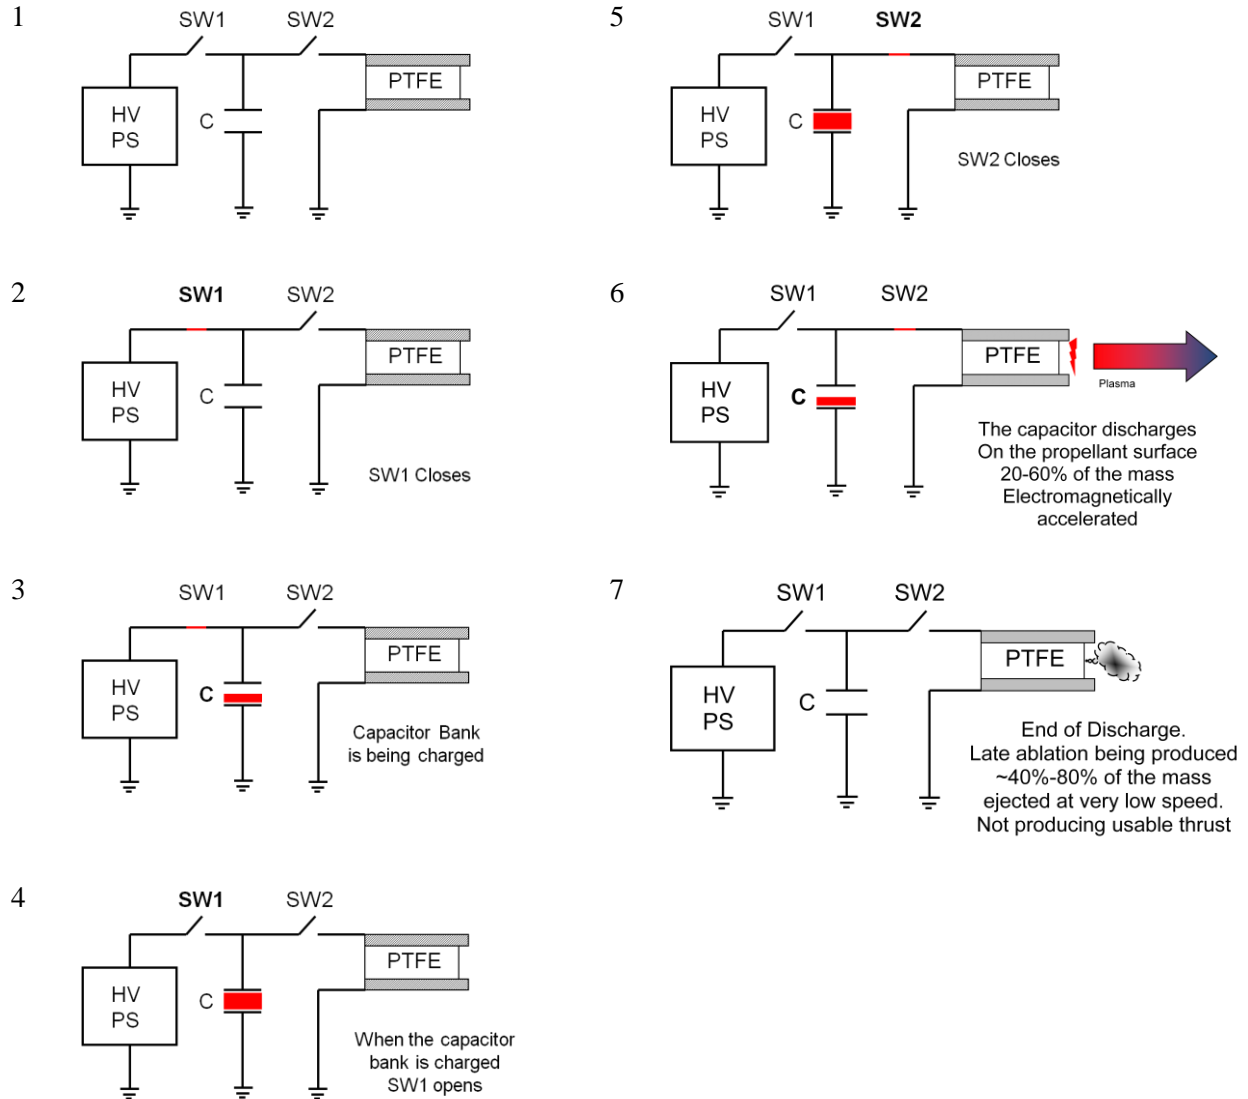 1
SW1 SW2
PTFE
HV
PS
C
2
SW1 SW2
PTFE
HV
PS
C
SW1 Closes
3
SW1 SW2
PTFE
HV
PS
C
Capacitor Bank
is being charged
4
SW1 SW2
PTFE
HV
PS
C
When the capacitor
bank is charged
SW1 opens
5
SW1 SW2
PTFE
HV
PS
C
SW2 Closes
6
SW1 SW2
PTFE
Plasma
HV
PS
C
The capacitor discharges
On the propellant surface
20-60% of the mass
Electromagnetically
accelerated
7
SW1 SW2
PTFE
HV
PS
C
End of Discharge.
Late ablation being produced
~40%-80% of the mass
ejected at very low speed.
Not producing usable thrust